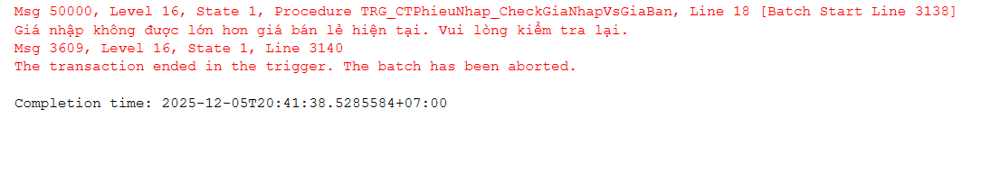 Msg 50000, Level 16, State 1, Procedure TRG_CTPhieuNhap_CheckGiaNhapVsGiaBan, Line 18 [Batch Start Line 3138]
Giá nhập không được lớn hơn giá bán lẻ hiện tại. Vui lòng kiểm tra lại.
Msg 3609, Level 16, State 1, Line 3140
The transaction ended in the trigger. The batch has been aborted.
Completion time: 2025-12-05T20:41:38.5285584+07:00